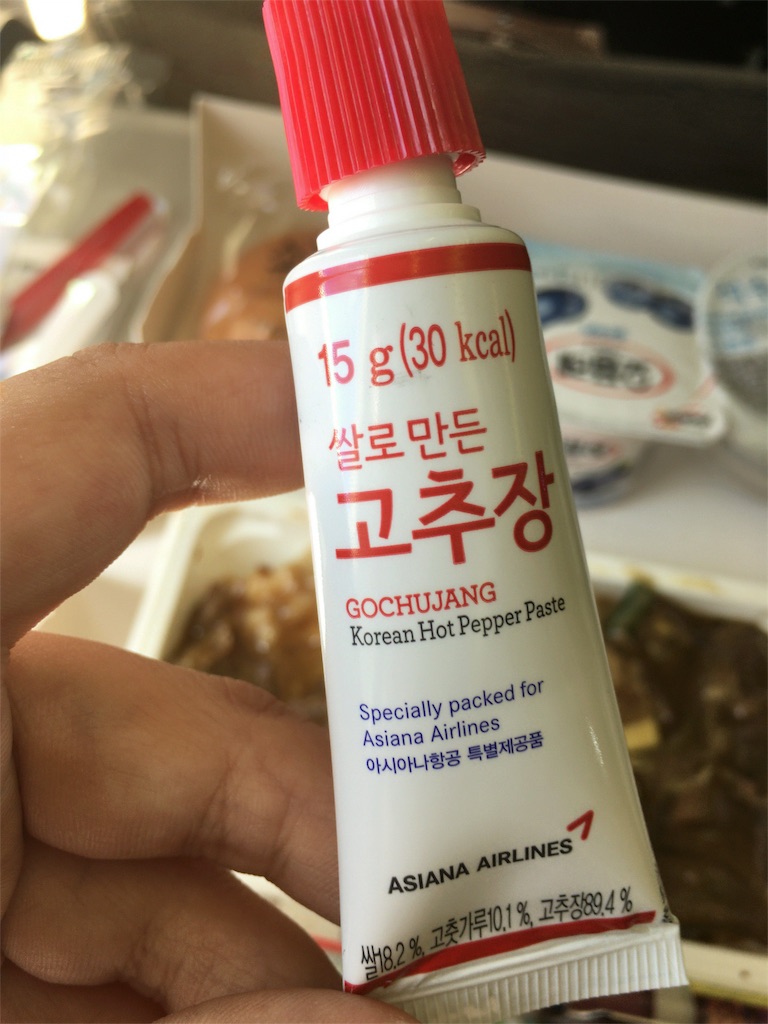 15 g (30 kcal)
쌀로 만든
고추장
GOCHUJANG
Korean Hot Pepper Paste
Specially packed for
Asiana Airlines
아시아나항공 특별제공품
ASIANA AIRLINES
쌀18.2 %, 고춧가루10.1 %, 고추장89.4 %